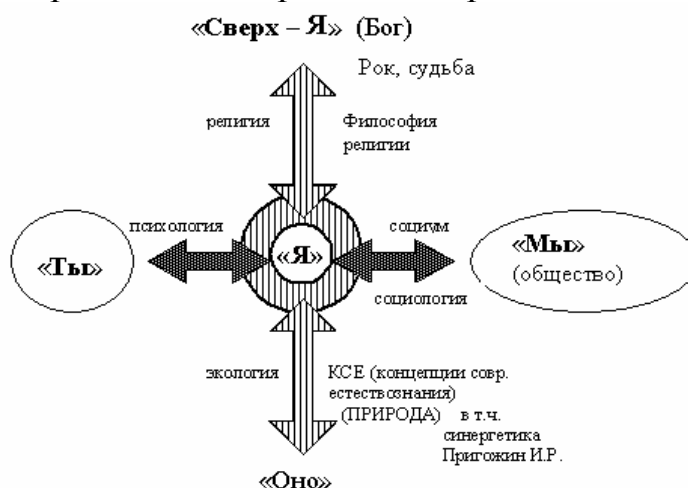 «Сверх – Я» (Бог)
Рок, судьба
религия
Философия
религии
психология
социум
«Ты»
«Я»
«Мы»
(общество)
социология
экология
КСЕ (концепции совр.
естествознания)
(ПРИРОДА) в т.ч.
синергетика
Пригожин И.Р.
«Оно»